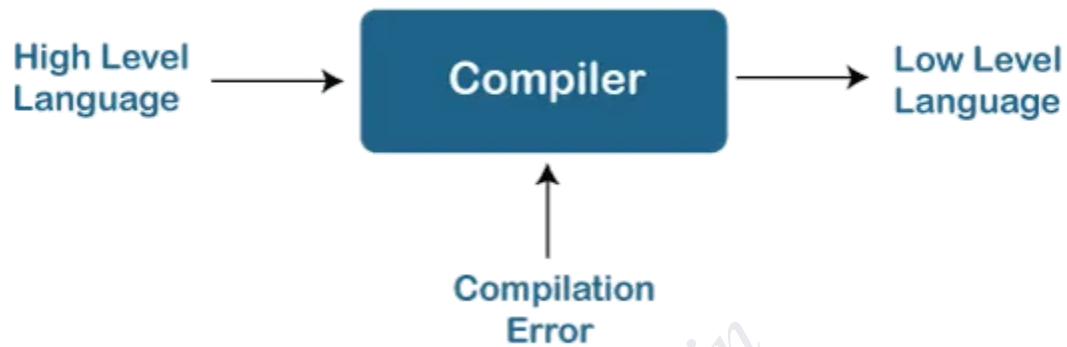 High Level
Language
Compiler
Low Level
Language
Compilation
Error